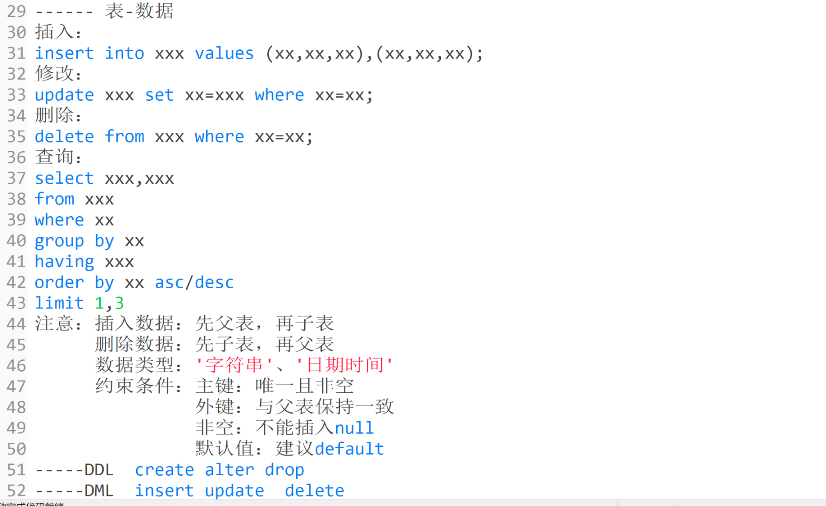 29 ------ 表-数据
30 插入：
31 insert into xxx values (xx,xx,xx),(xx,xx,xx);
32 修改：
33 update xxx set xx=xxx where xx=xx;
34 删除：
35 delete from xxx where xx=xx;
36 查询：
37 select xxx,xxx
38 from xxx
39 where xx
40 group by xx
41 having xxx
42 order by xx asc/desc
43 limit 1,3
44 注意：插入数据：先父表，再子表
45 删除数据：先子表，再父表
46 数据类型：'字符串'、'日期时间'
47 约束条件：主键：唯一且非空
48 外键：与父表保持一致
49 非空：不能插入null
50 默认值：建议default
51 -----DDL create alter drop
52 -----DML insert update delete